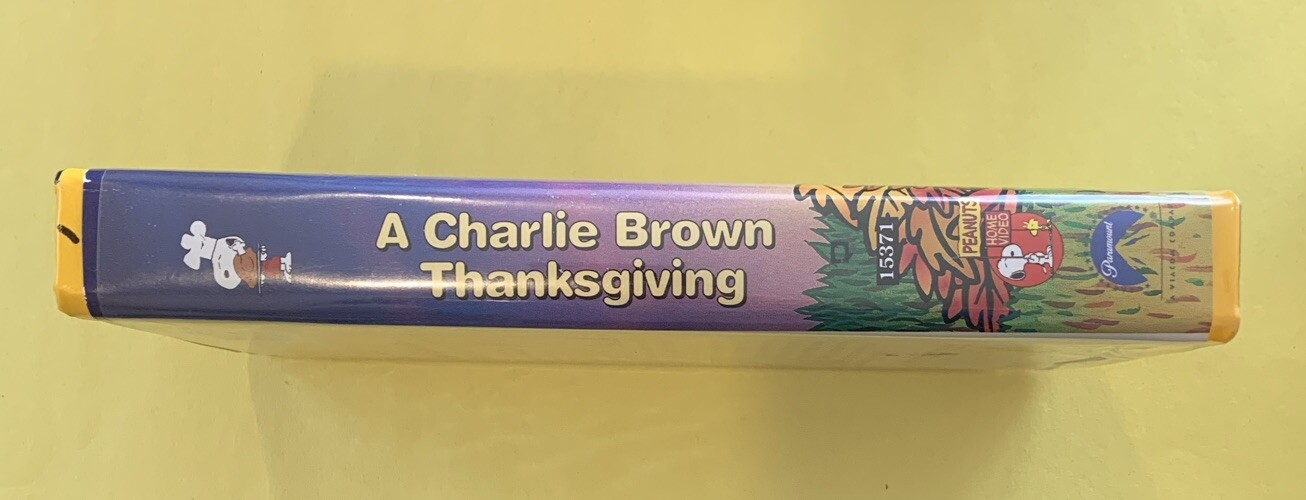 A Charlie Brown
Thanksgiving
15371
PEANUTS
HOME
VIDEO
Paramount